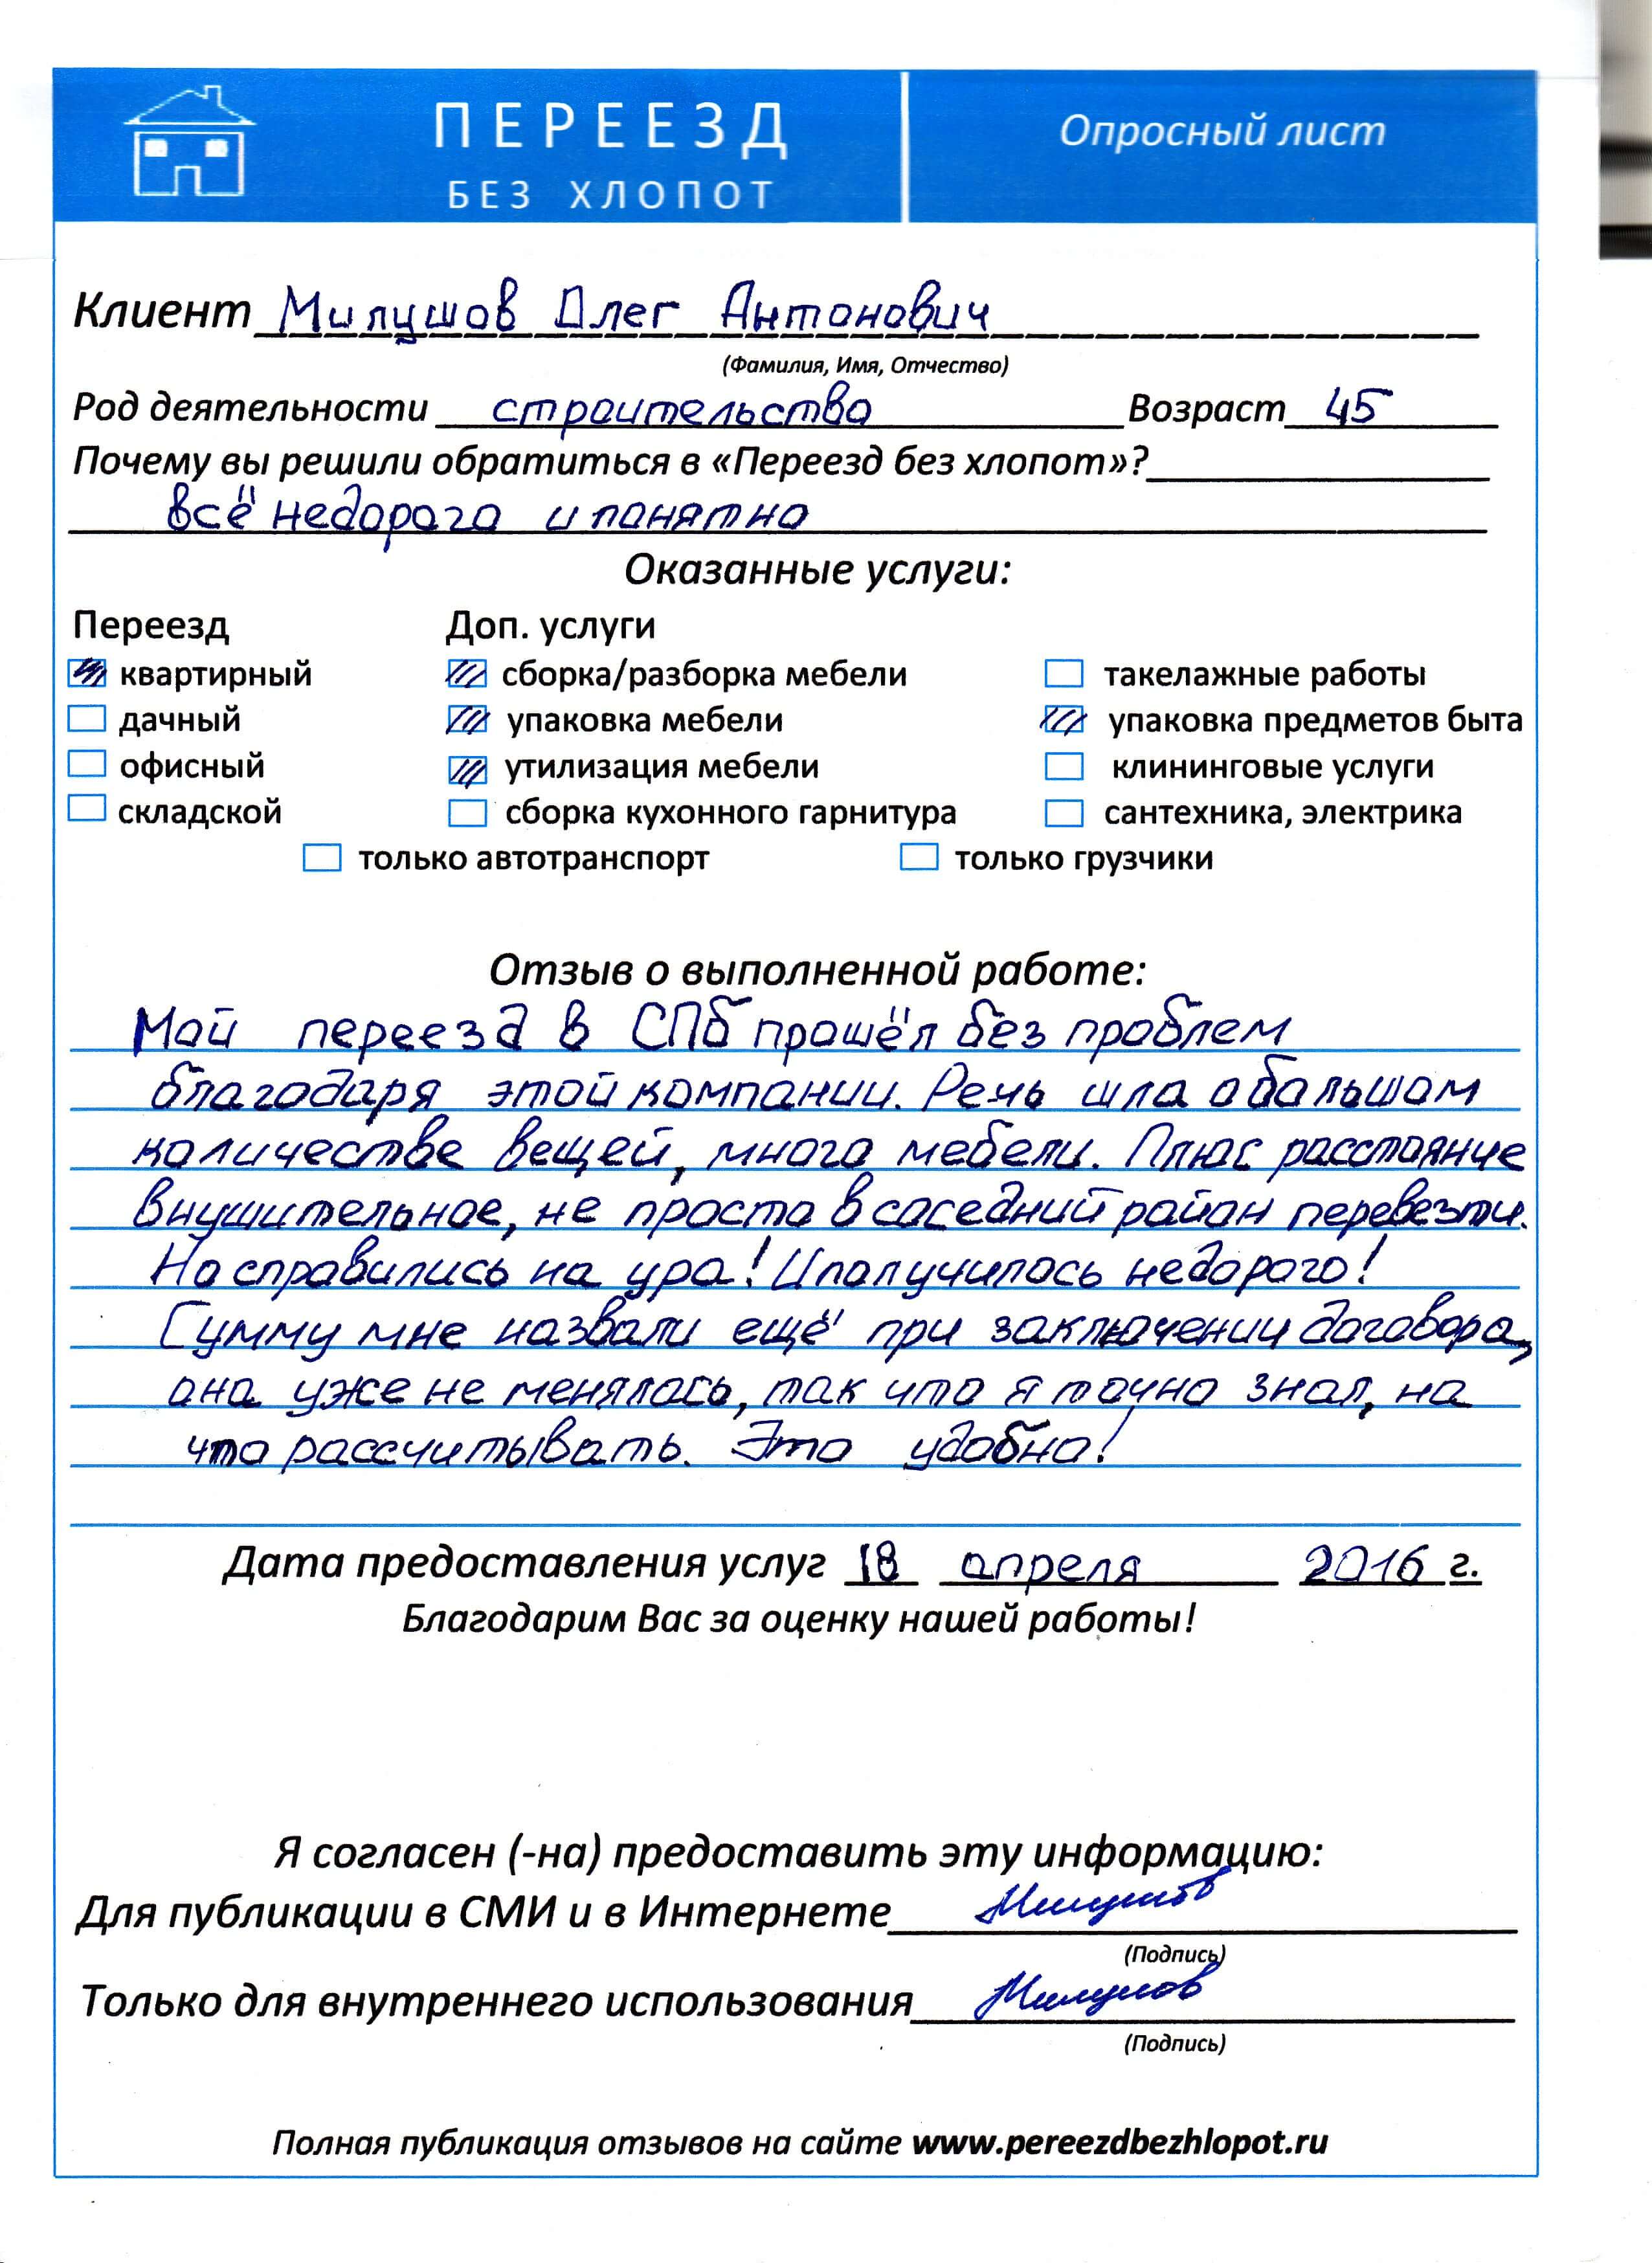 ПЕРЕЕЗД
БЕЗ ХЛОПОТ
Опросный лист
Клиент Милушов Олег Антонович
(Фамилия, Имя, Отчество)
Род деятельности строительство Возраст 45
Почему вы решили обратиться в «Переезд без хлопот»?
всё недорого и понятно
Оказанные услуги:
Переезд Доп. услуги
квартирный сборка/разборка мебели такелажные работы
дачный упаковка мебели упаковка предметов быта
офисный утилизация мебели клининговые услуги
складской сборка кухонного гарнитура сантехника, электрика
только автотранспорт только грузчики
Отзыв о выполненной работе:
Мой переезд в СПб прошёл без проблем
благодаря этой компании. Речь шла о большом
количестве вещей, много мебели. Плюс расстояние
внушительное, не просто в соседний район перевезти.
Но справились на ура! И получилось недорого!
Сумму мне назвали ещё при заключении договора,
она уже не менялась, так что я точно знал, на
что рассчитывать. Это удобно!
Дата предоставления услуг 18 апреля 2016 г.
Благодарим Вас за оценку нашей работы!
Я согласен (-на) предоставить эту информацию:
Для публикации в СМИ и в Интернете Милушов
(Подпись)
Только для внутреннего использования Милушов
(Подпись)
Полная публикация отзывов на сайте www.pereezdbezhlopot.ru